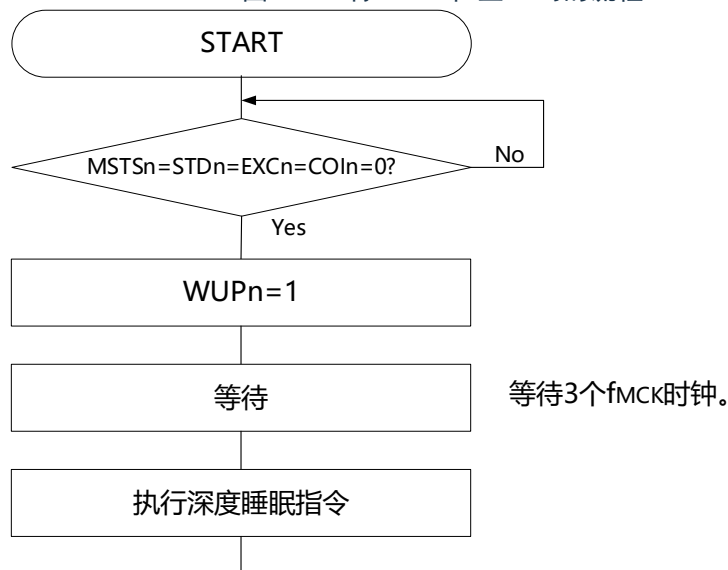 START
MSTSn=STDn=EXCn=COIn=0?
No
Yes
WUPn=1
等待
等待3个fMCK时钟。
执行深度睡眠指令